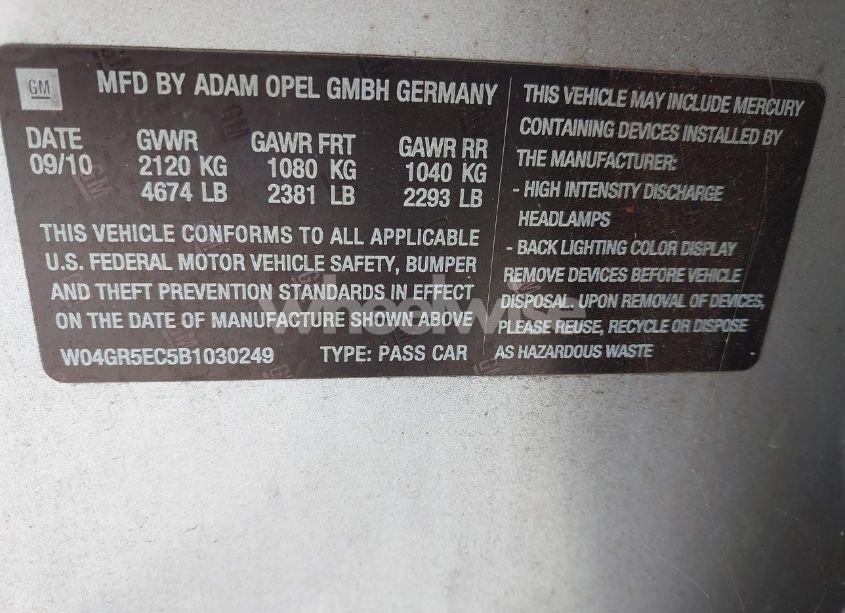 GM
MFD BY ADAM OPEL GMBH GERMANY
DATE GVWR GAWR FRT GAWR RR
09/10 2120 KG 1080 KG 1040 KG
4674 LB 2381 LB 2293 LB
THIS VEHICLE CONFORMS TO ALL APPLICABLE
U.S. FEDERAL MOTOR VEHICLE SAFETY, BUMPER
AND THEFT PREVENTION STANDARDS IN EFFECT
ON THE DATE OF MANUFACTURE SHOWN ABOVE
W04GR5EC5B1030249 TYPE: PASS CAR
THIS VEHICLE MAY INCLUDE MERCURY
CONTAINING DEVICES INSTALLED BY
THE MANUFACTURER:
- HIGH INTENSITY DISCHARGE
HEADLAMPS
- BACK LIGHTING COLOR DISPLAY
REMOVE DEVICES BEFORE VEHICLE
DISPOSAL. UPON REMOVAL OF DEVICES,
PLEASE REUSE, RECYCLE OR DISPOSE
AS HAZARDOUS WASTE
Wheelwise